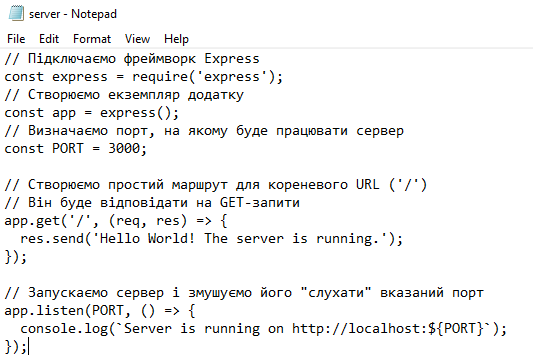 server - Notepad
File Edit Format View Help
// Підключаємо фреймворк Express
const express = require('express');
// Створюємо екземпляр додатку
const app = express();
// Визначаємо порт, на якому буде працювати сервер
const PORT = 3000;

// Створюємо простий маршрут для кореневого URL ('/')
// Він буде відповідати на GET-запити
app.get('/', (req, res) => {
  res.send('Hello World! The server is running.');
});

// Запускаємо сервер і змушуємо його "слухати" вказаний порт
app.listen(PORT, () => {
  console.log(`Server is running on http://localhost:${PORT}`);
});